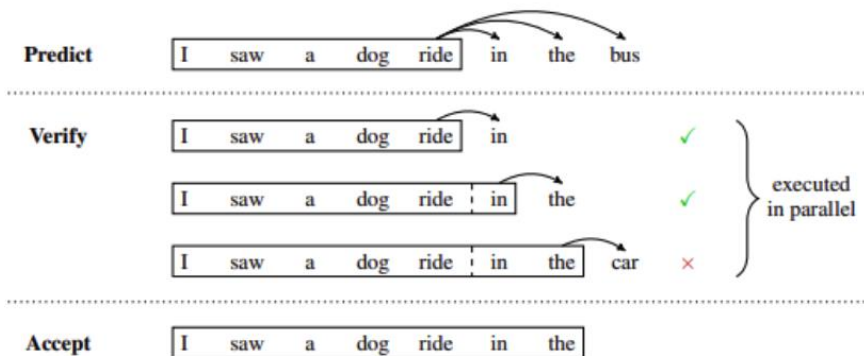 Predict I saw a dog ride in the bus
Verify I saw a dog ride in ✓
I saw a dog ride in the ✓
executed
in parallel
I saw a dog ride in the car ×
Accept I saw a dog ride in the